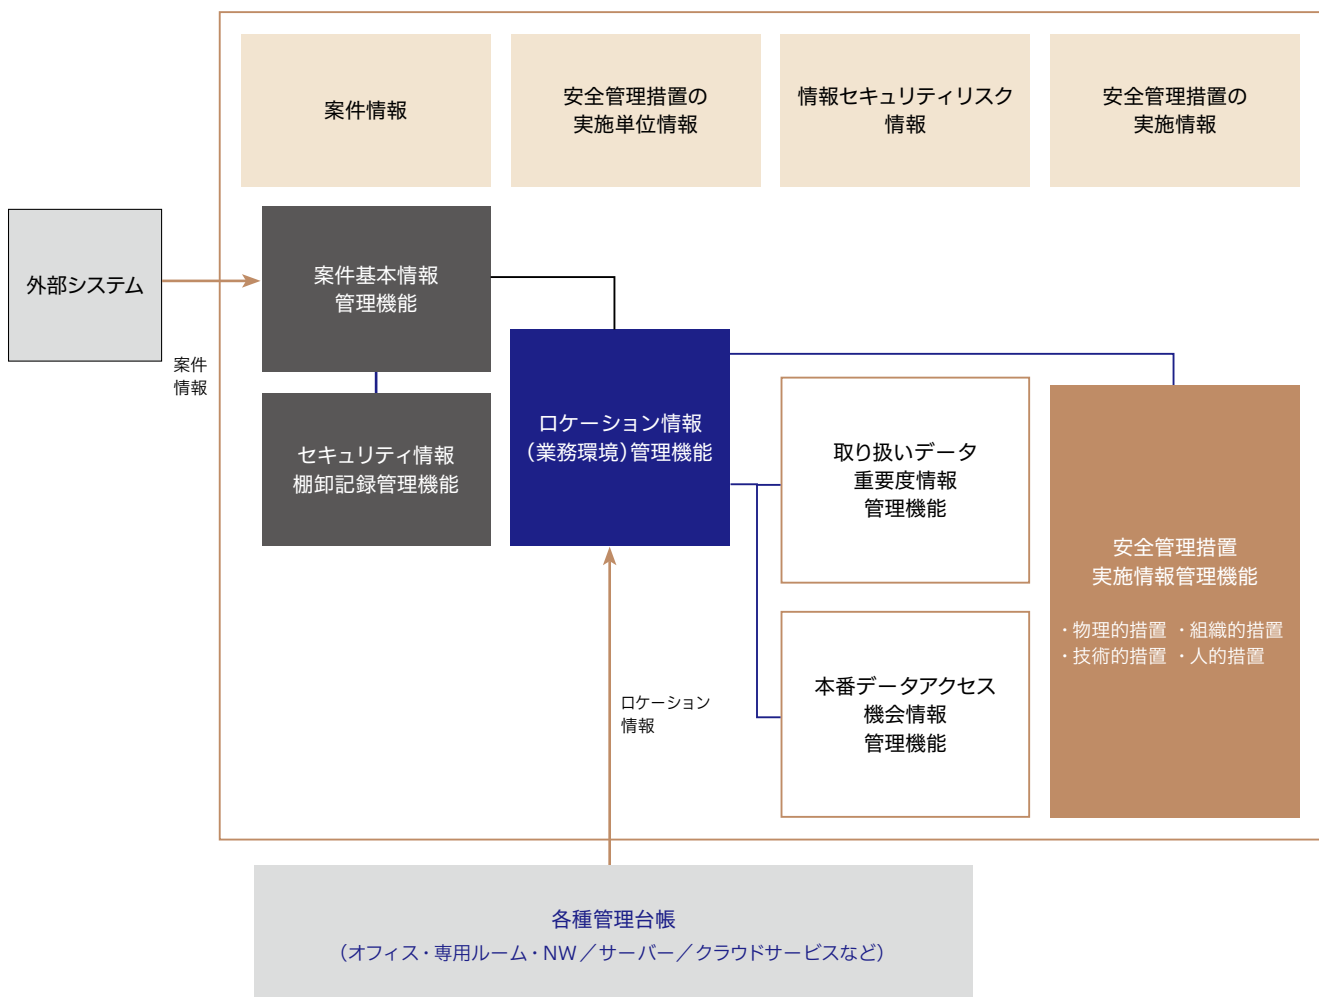 案件情報
安全管理措置の
実施単位情報
情報セキュリティリスク
情報
安全管理措置の
実施情報
外部システム
案件
情報
案件基本情報
管理機能
セキュリティ情報
棚卸記録管理機能
ロケーション情報
（業務環境）管理機能
取り扱いデータ
重要度情報
管理機能
本番データアクセス
機会情報
管理機能
安全管理措置
実施情報管理機能
・物理的措置 ・組織的措置
・技術的措置 ・人的措置
ロケーション
情報
各種管理台帳
（オフィス・専用ルーム・NW／サーバー／クラウドサービスなど）